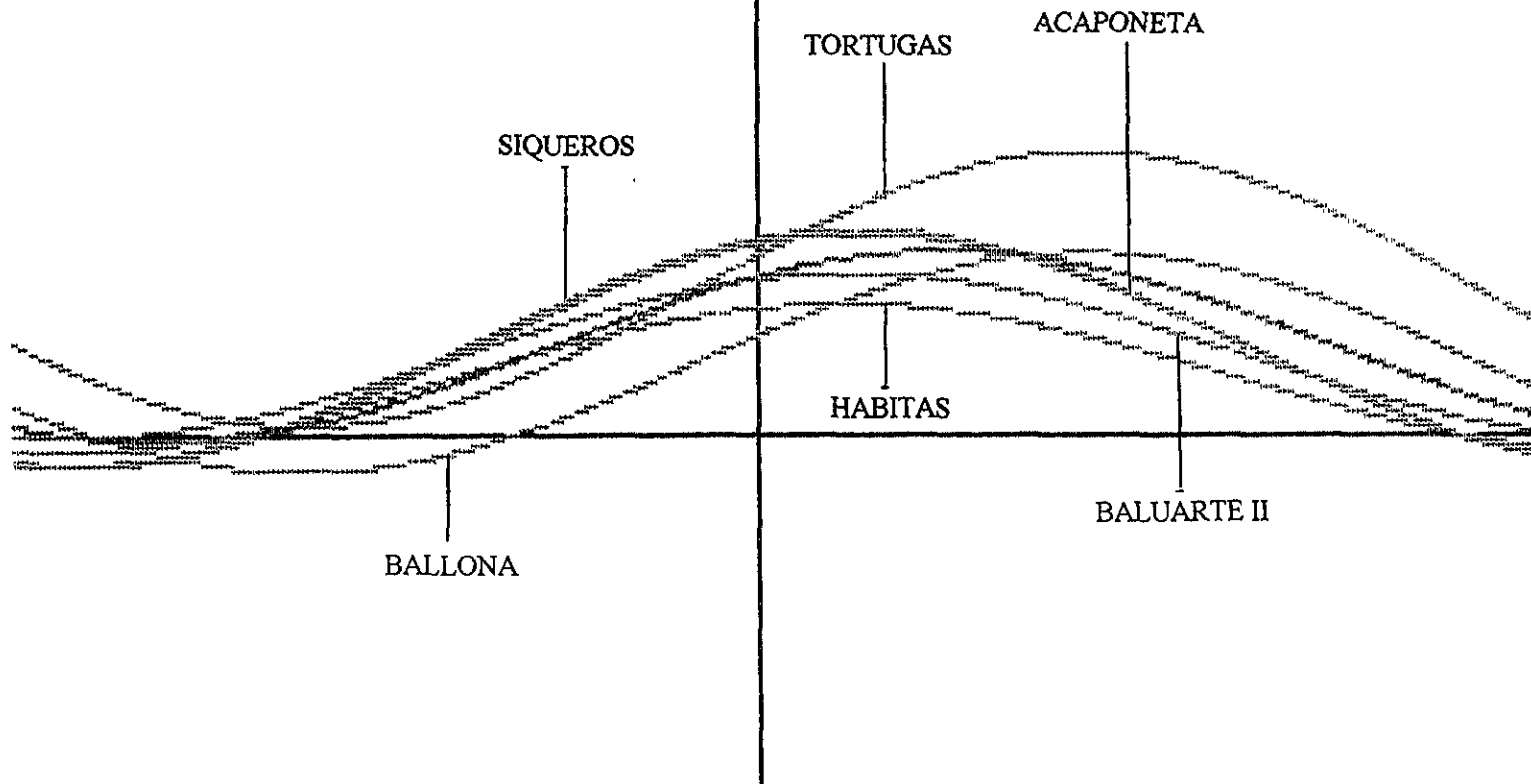 ACAPONETA
TORTUGAS
SIQUEROS
HABITAS
BALUARTE II
BALLONA